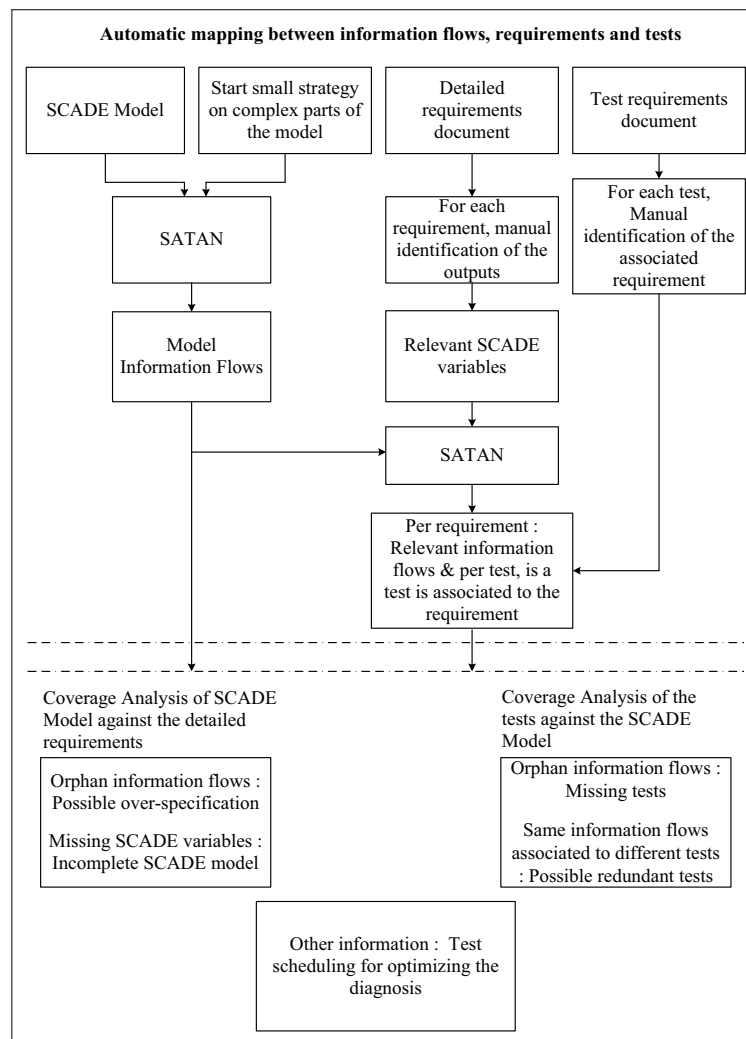 Automatic mapping between information flows, requirements and tests
SCADE Model
Start small strategy
on complex parts of
the model
Detailed
requirements
document
Test requirements
document
SATAN
For each
requirement, manual
identification of the
outputs
For each test,
Manual
identification of the
associated
requirement
Model
Information Flows
Relevant SCADE
variables
SATAN
Per requirement :
Relevant information
flows & per test, is a
test is associated to the
requirement
Coverage Analysis of SCADE
Model against the detailed
requirements
Orphan information flows :
Possible over-specification
Missing SCADE variables :
Incomplete SCADE model
Coverage Analysis of the
tests against the SCADE
Model
Orphan information flows :
Missing tests
Same information flows
associated to different tests
: Possible redundant tests
Other information : Test
scheduling for optimizing the
diagnosis